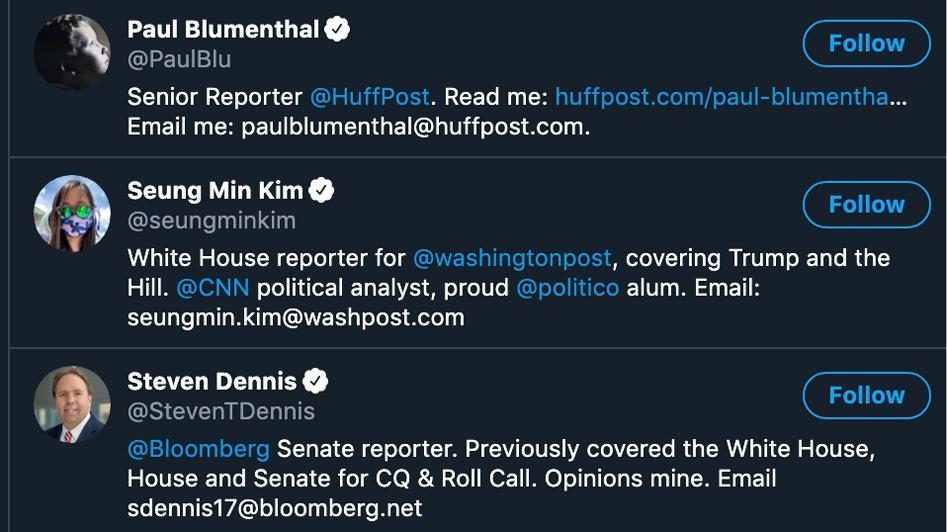 Paul Blumenthal
Follow
@PaulBlu
Senior Reporter @HuffPost. Read me: huffpost.com/paul-blumentha...
Email me: paulblumenthal@huffpost.com.
Seung Min Kim
Follow
@seungminkim
White House reporter for @washingtonpost, covering Trump and the
Hill. @CNN political analyst, proud @politico alum. Email:
seungmin.kim@washpost.com
Steven Dennis
Follow
@StevenTDennis
@Bloomberg Senate reporter. Previously covered the White House,
House and Senate for CQ & Roll Call. Opinions mine. Email
sdennis17@bloomberg.net